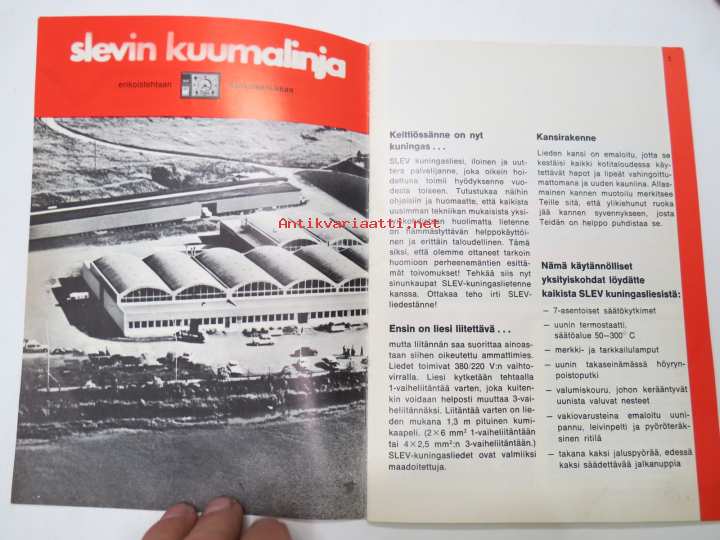 slevin kuumalinja
erikoistehtaan
Antikvariaatti.net
3
Keittiössänne on nyt
kuningas . . .
SLEV kuningasliesi, iloinen ja uut-
tera palvelijanne, joka oikein hoi-
dettuna toimii hyödyksenne vuo-
desta toiseen. Tutustukaa näihin
ohjeisiin ja huomaatte, että kaikista
uusimman tekniikan mukaisista yksi-
tyiskohdistaan huolimatta lietenne
on hämmästyttävän helppokäyttöi-
nen ja erittäin taloudellinen. Tämä
siksi, että olemme ottaneet tarkoin
huomioon perheenemäntien esittä-
mät toivomukset! Tehkää siis nyt
sinunkaupat SLEV-kuningaslietenne
kanssa. Ottakaa teho irti SLEV-
liedestänne!
Ensin on liesi liitettävä . . .
mutta liitännän saa suorittaa ainoas-
taan siihen oikeutettu ammattimies.
Liedet toimivat 380/220 V:n vaihto-
virralla. Liesi kytketään tehtaalla
1-vaiheliitäntää varten, joka kuiten-
kin voidaan helposti muuttaa 3-vai-
heliitännäksi. Liitäntää varten on lie-
den mukana 1,3 m pituinen kumi-
kaapeli. (2×6 mm² 1-vaiheliitäntään
tai 4×2,5 mm²:n 3-vaiheliitäntään.)
SLEV-kuningasliedet ovat valmiiksi
maadoitettuja.
Kansirakenne
Lieden kansi on emaloitu, jotta se
kestäisi kaikki kotitaloudessa käy-
tettävät hapot ja lipeät vahingoittu-
mattomana ja uuden kauniina. Allas-
mainen kannen muotoilu merkitsee
Teille sitä, että ylikiehunut ruoka
jää kannen syvennykseen, josta
Teidän on helppo puhdistaa se.
Nämä käytännölliset
yksityiskohdat löydätte
kaikista SLEV kuningasliesistä:
— 7-asentoiset säätökytkimet
— uunin termostaatti,
säätöalue 50—300° C
— merkki- ja tarkkailulamput
— uunin takaseinämässä höyryn-
poistoputki
— valumiskouru, johon kerääntyvät
uunista valuvat nesteet
— vakiovarusteina emaloitu uuni-
pannu, leivinpelti ja pyöröteräk-
sinen ritilä
— takana kaksi jaluspyörää, edessä
kaksi säädettävää jalkanuppia